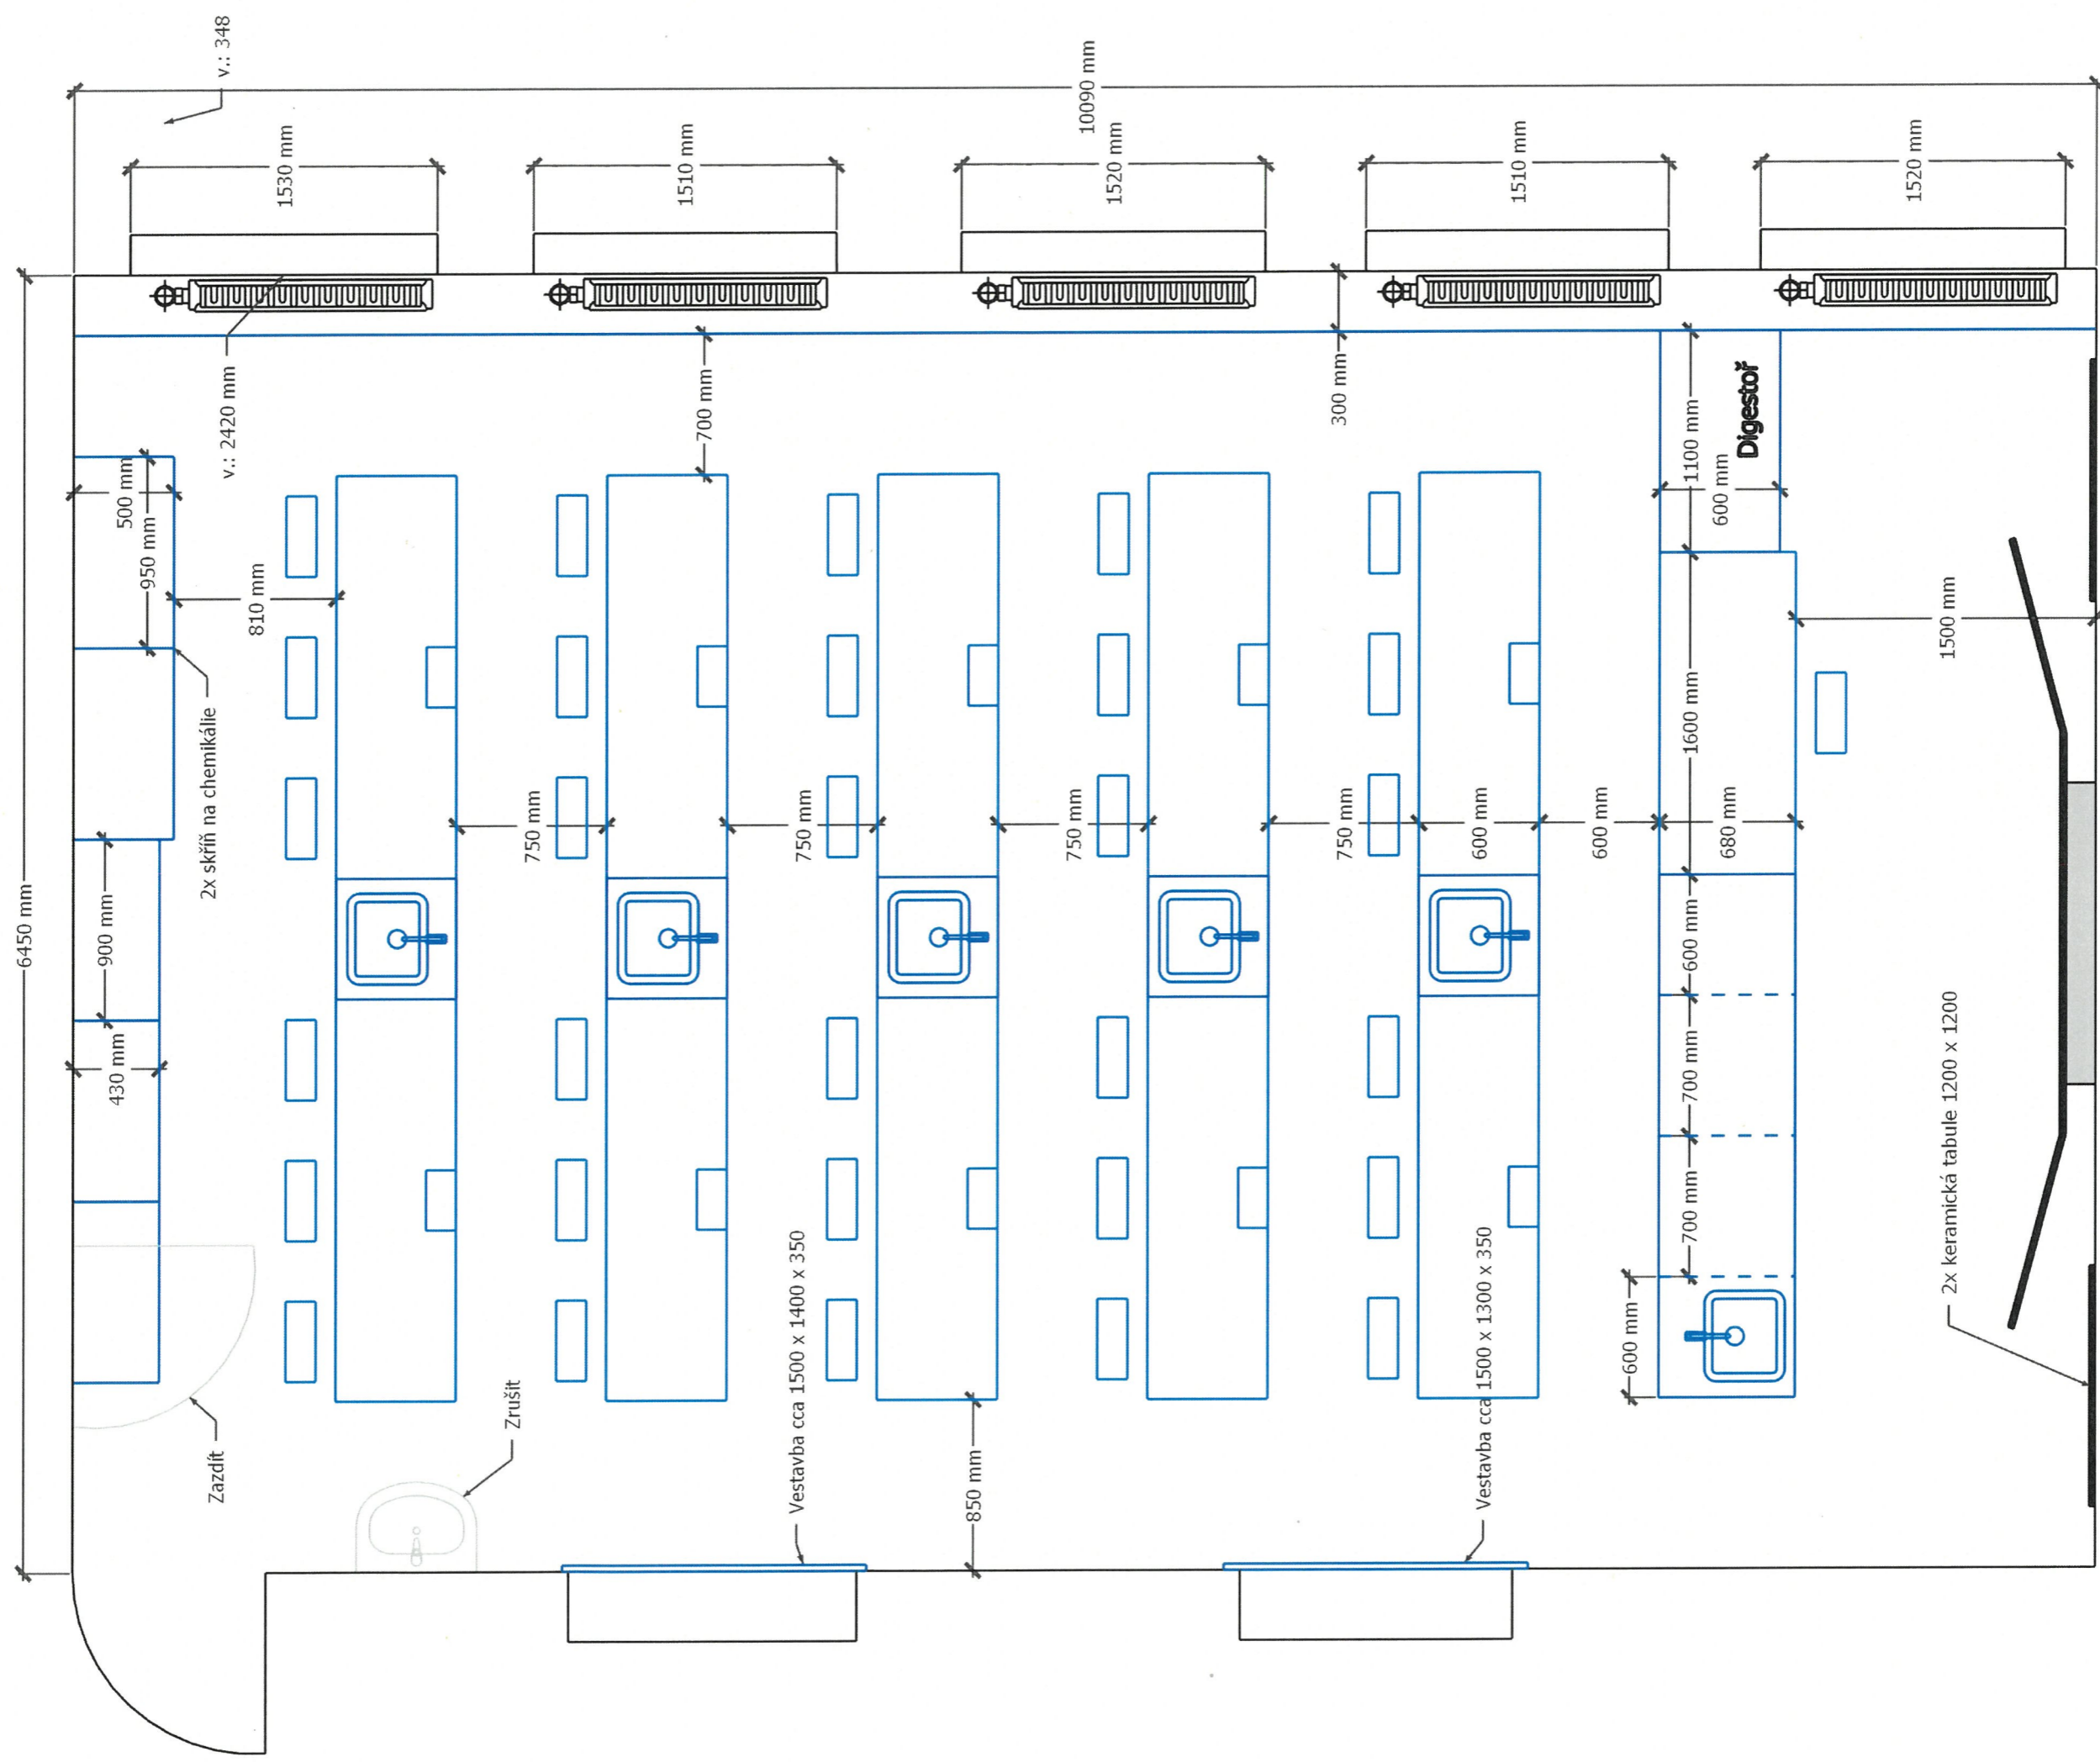 6450 mm
v.: 348
10090 mm
1530 mm
1510 mm
1520 mm
1510 mm
1520 mm
v.: 2420 mm
700 mm
300 mm
500 mm
950 mm
810 mm
2x skříň na chemikálie
900 mm
430 mm
750 mm
750 mm
750 mm
750 mm
600 mm
600 mm
680 mm
1100 mm
600 mm
Digestoř
1600 mm
600 mm
700 mm
700 mm
600 mm
1500 mm
2x keramická tabule 1200 x 1200
Zazdít
Zrušit
Vestavba cca 1500 x 1400 x 350
850 mm
Vestavba cca 1500 x 1300 x 350